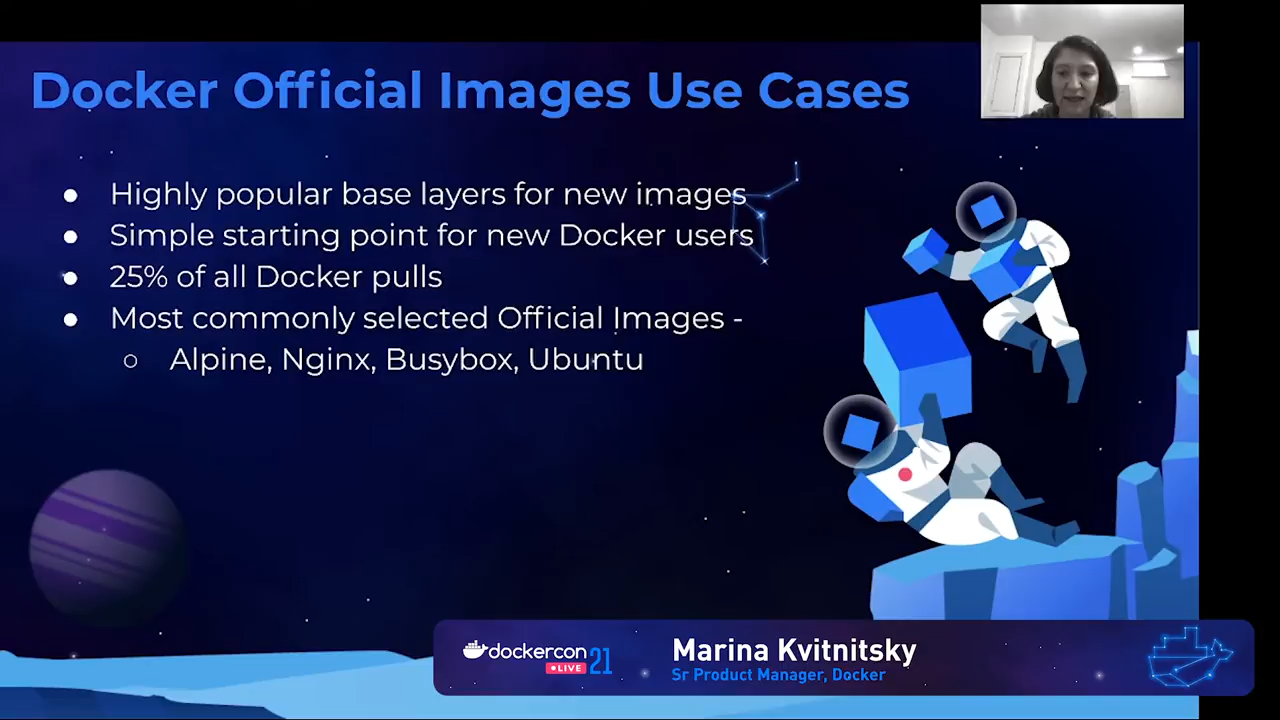 Docker Official Images Use Cases
● Highly popular base layers for new images
● Simple starting point for new Docker users
● 25% of all Docker pulls
● Most commonly selected Official Images -
○ Alpine, Nginx, Busybox, Ubuntu
dockercon
LIVE 21
Marina Kvitnitsky
Sr Product Manager, Docker